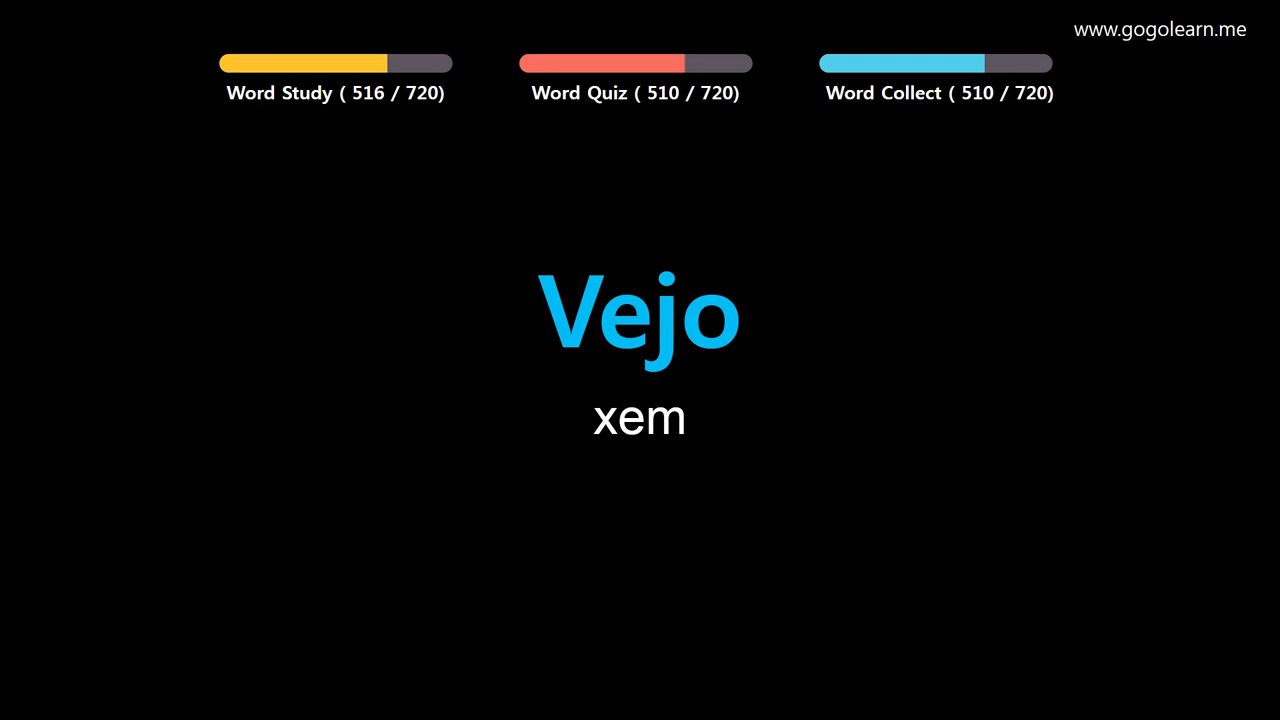 www.gogolearn.me
Word Study ( 516 / 720)
Word Quiz ( 510 / 720)
Word Collect ( 510 / 720)
Vejo
xem